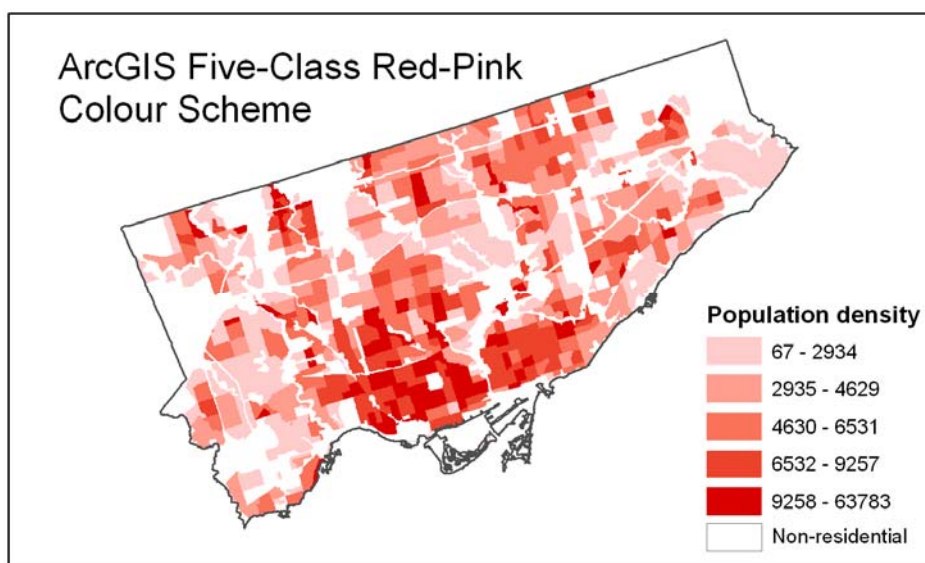 ArcGIS Five-Class Red-Pink
Colour Scheme
Population density
67 - 2934
2935 - 4629
4630 - 6531
6532 - 9257
9258 - 63783
Non-residential